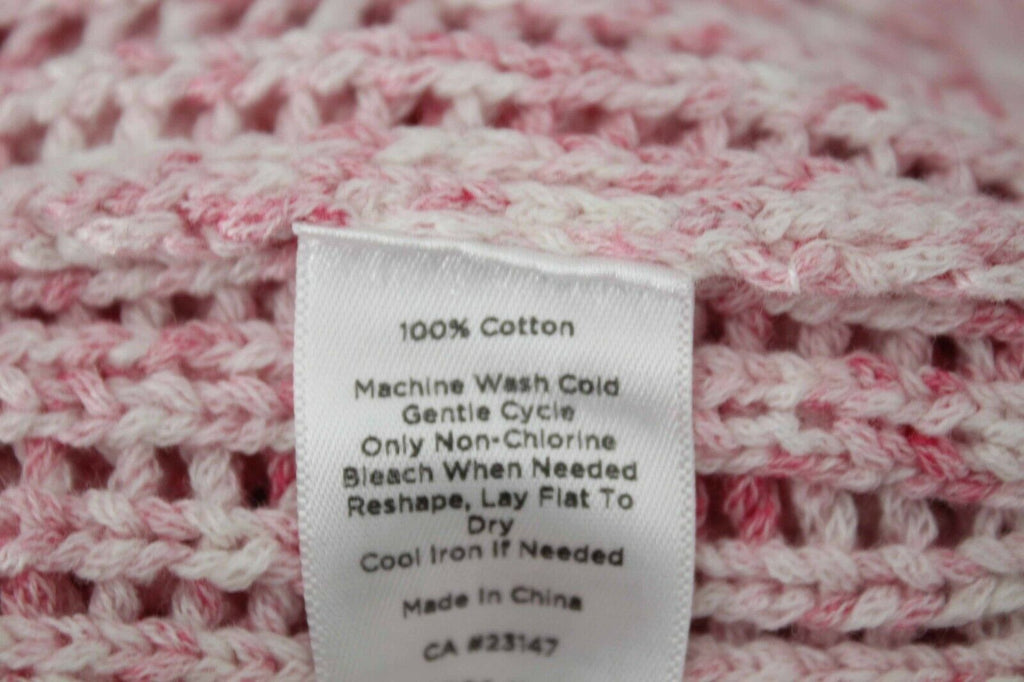 100% Cotton
Machine Wash Cold
Gentle Cycle
Only Non-Chlorine
Bleach When Needed
Reshape, Lay Flat To
Dry
Cool Iron If Needed
Made In China
CA #23147